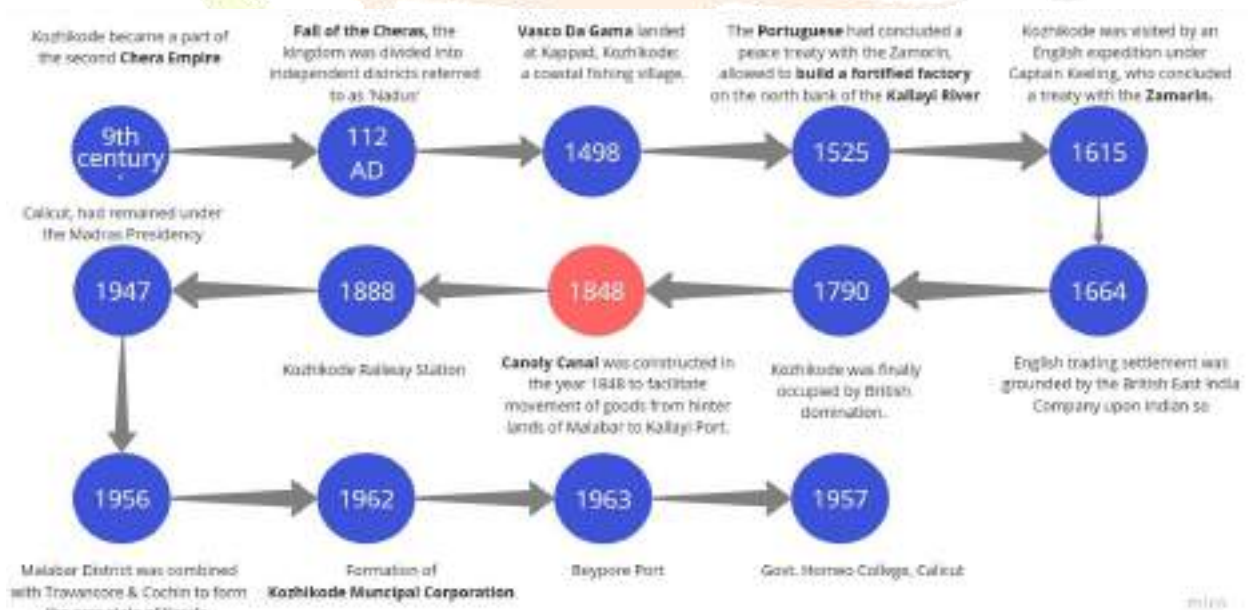 Kozhikode became a part of
the second Chera Empire
9th
century
Fall of the Cheras, the
kingdom was divided into
independent districts referred
to as 'Nadus'
112
AD
Vasco Da Gama landed
at Kappad, Kozhikode;
a coastal fishing village.
1498
The Portuguese had concluded a
peace treaty with the Zamorin,
allowed to build a fortified factory
on the north bank of the Kallayi River
1525
Kozhikode was visited by an
English expedition under
Captain Keeling, who concluded
a treaty with the Zamorin.
1615
1664
English trading settlement was
grounded by the British East India
Company upon Indian so
1790
Kozhikode was finally
occupied by British
domination.
1848
Canoly Canal was constructed in
the year 1848 to facilitate
movement of goods from hinter
lands of Malabar to Kallayi Port.
1888
Kozhikode Railway Station
Calicut, had remained under
the Madras Presidency
1947
1956
Malabar District was combined
with Travancore & Cochin to form
1962
Formation of
Kozhikode Muncipal Corporation
1963
Beypore Port
1957
Govt. Homeo College, Calicut
miro